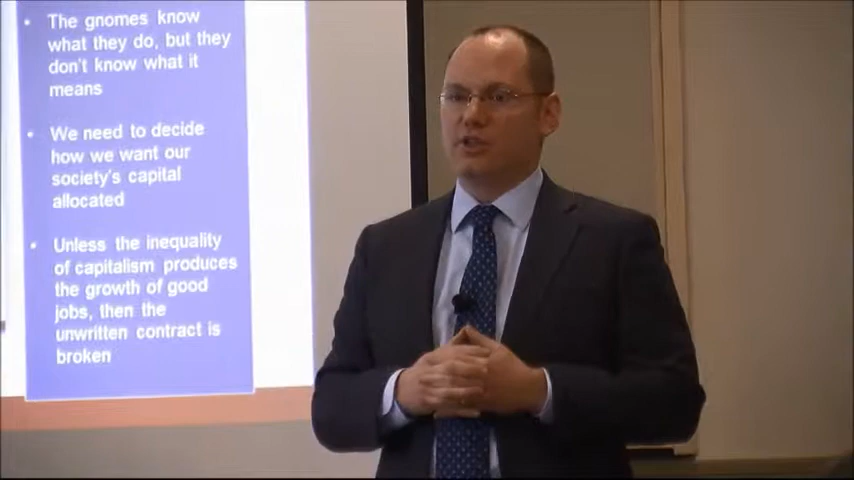 • The gnomes know
what they do, but they
don't know what it
means
• We need to decide
how we want our
society's capital
allocated
• Unless the inequality
of capitalism produces
the growth of good
jobs, then the
unwritten contract is
broken